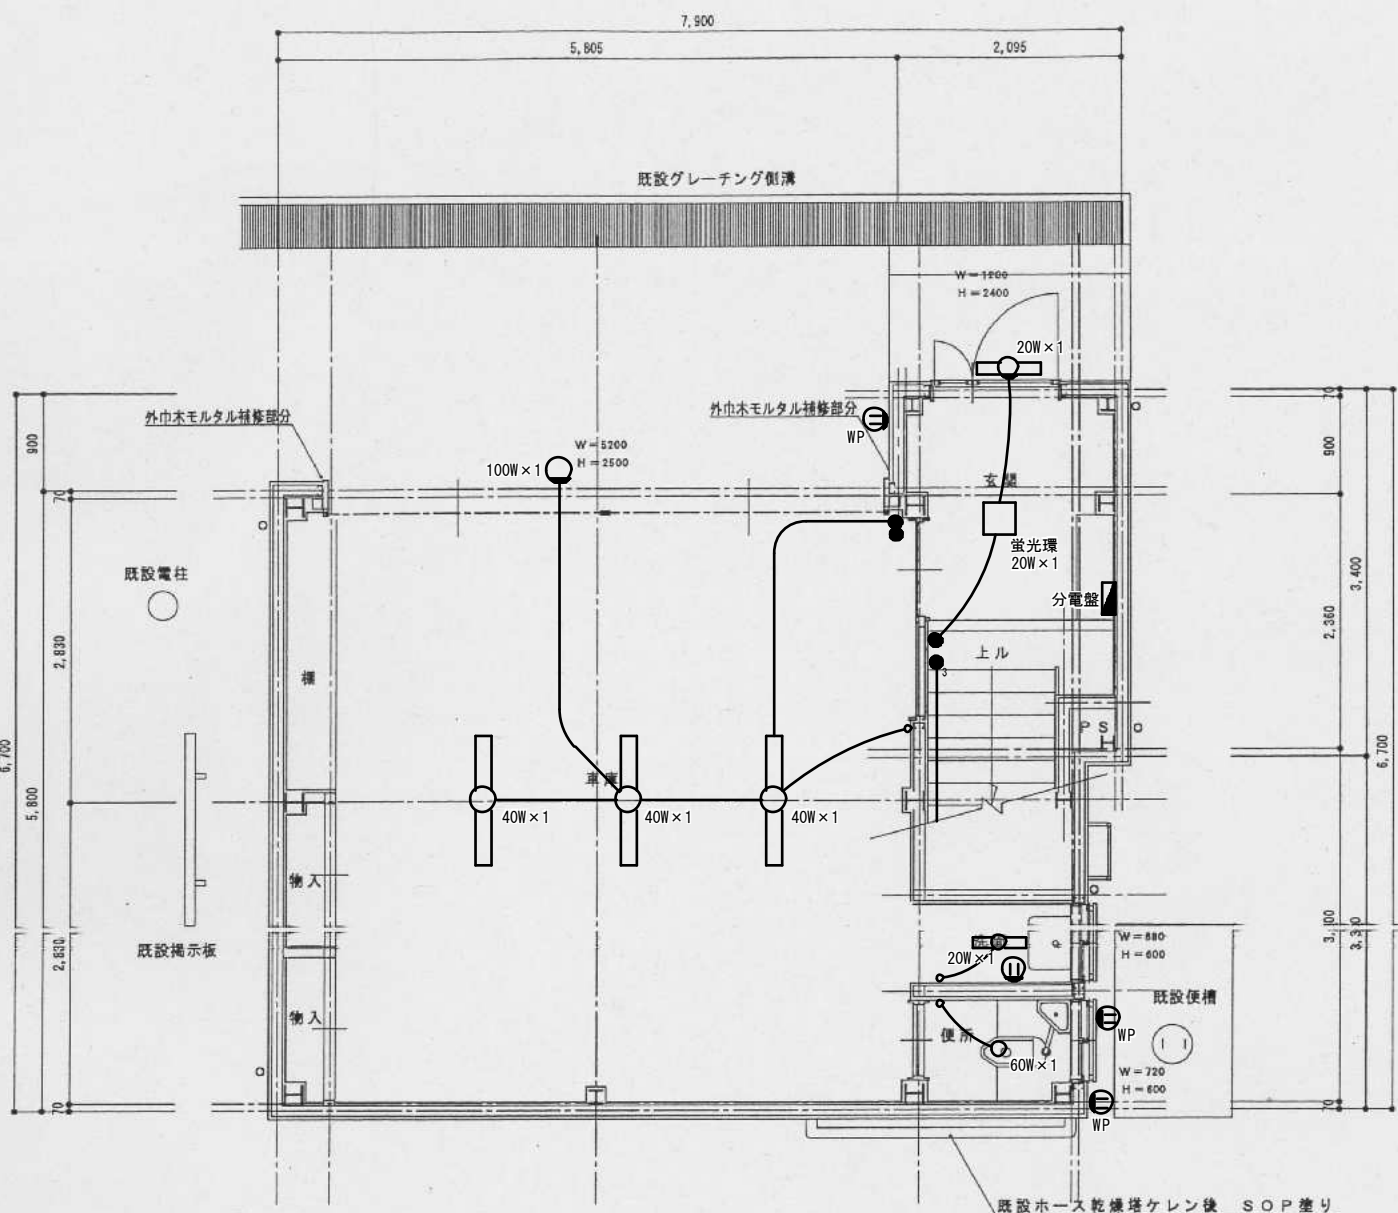 7,900
5,805
2,095
既設グレーチング側溝
W=1200
H=2400
20W×1
外巾木モルタル補修部分
外巾木モルタル補修部分
WP
W=5200
H=2500
100W×1
玄関
蛍光環
20W×1
既設電柱
分電盤
上ル
3
棚
PS
車庫
40W×1
40W×1
40W×1
物入
既設掲示板
洗面
20W×1
W=880
H=600
既設便槽
物入
便所
WP
60W×1
W=720
H=600
WP
既設ホース乾燥塔ケレン後 SOP塗り
900
70
2,830
5,800
6,700
2,830
70
70
900
2,360
3,400
6,700
3,300
70